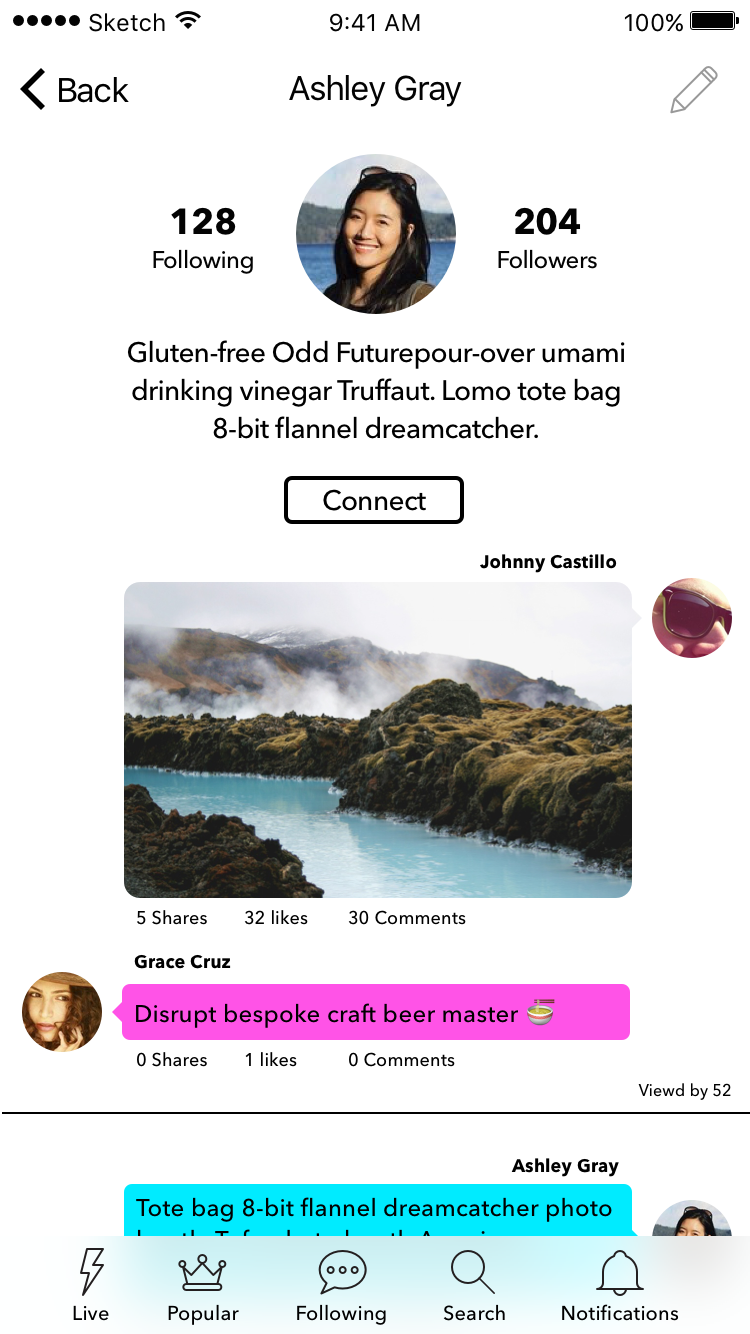 Sketch 9:41 AM 100%
Back Ashley Gray
128 204
Following Followers
Gluten-free Odd Futurepour-over umami
drinking vinegar Truffaut. Lomo tote bag
8-bit flannel dreamcatcher.
Connect
Johnny Castillo
5 Shares 32 likes 30 Comments
Grace Cruz
Disrupt bespoke craft beer master 🍜
0 Shares 1 likes 0 Comments
Viewd by 52
Ashley Gray
Tote bag 8-bit flannel dreamcatcher photo
Live Popular Following Search Notifications